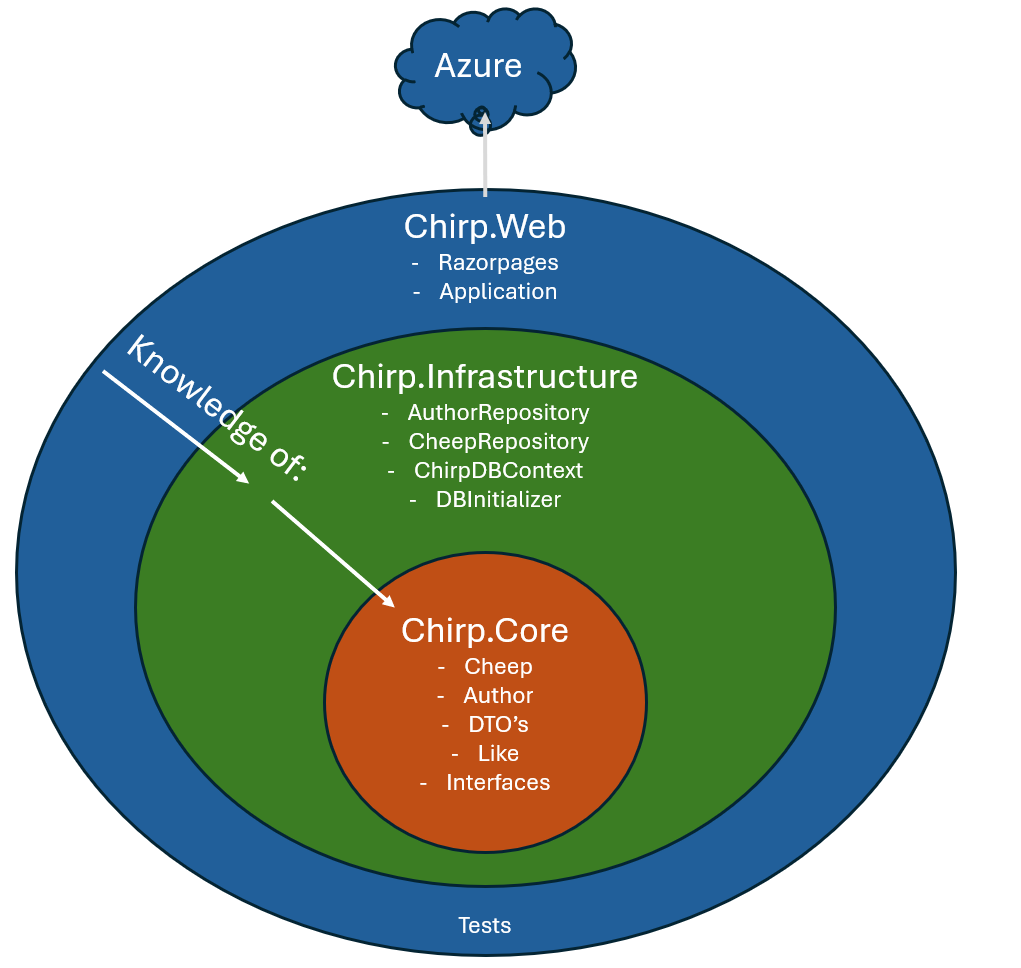 Azure
Chirp.Web
- Razorpages
- Application
Knowledge of:
Chirp.Infrastructure
- AuthorRepository
- CheepRepository
- ChirpDBContext
- DBInitializer
Chirp.Core
- Cheep
- Author
- DTO’s
- Like
- Interfaces
Tests